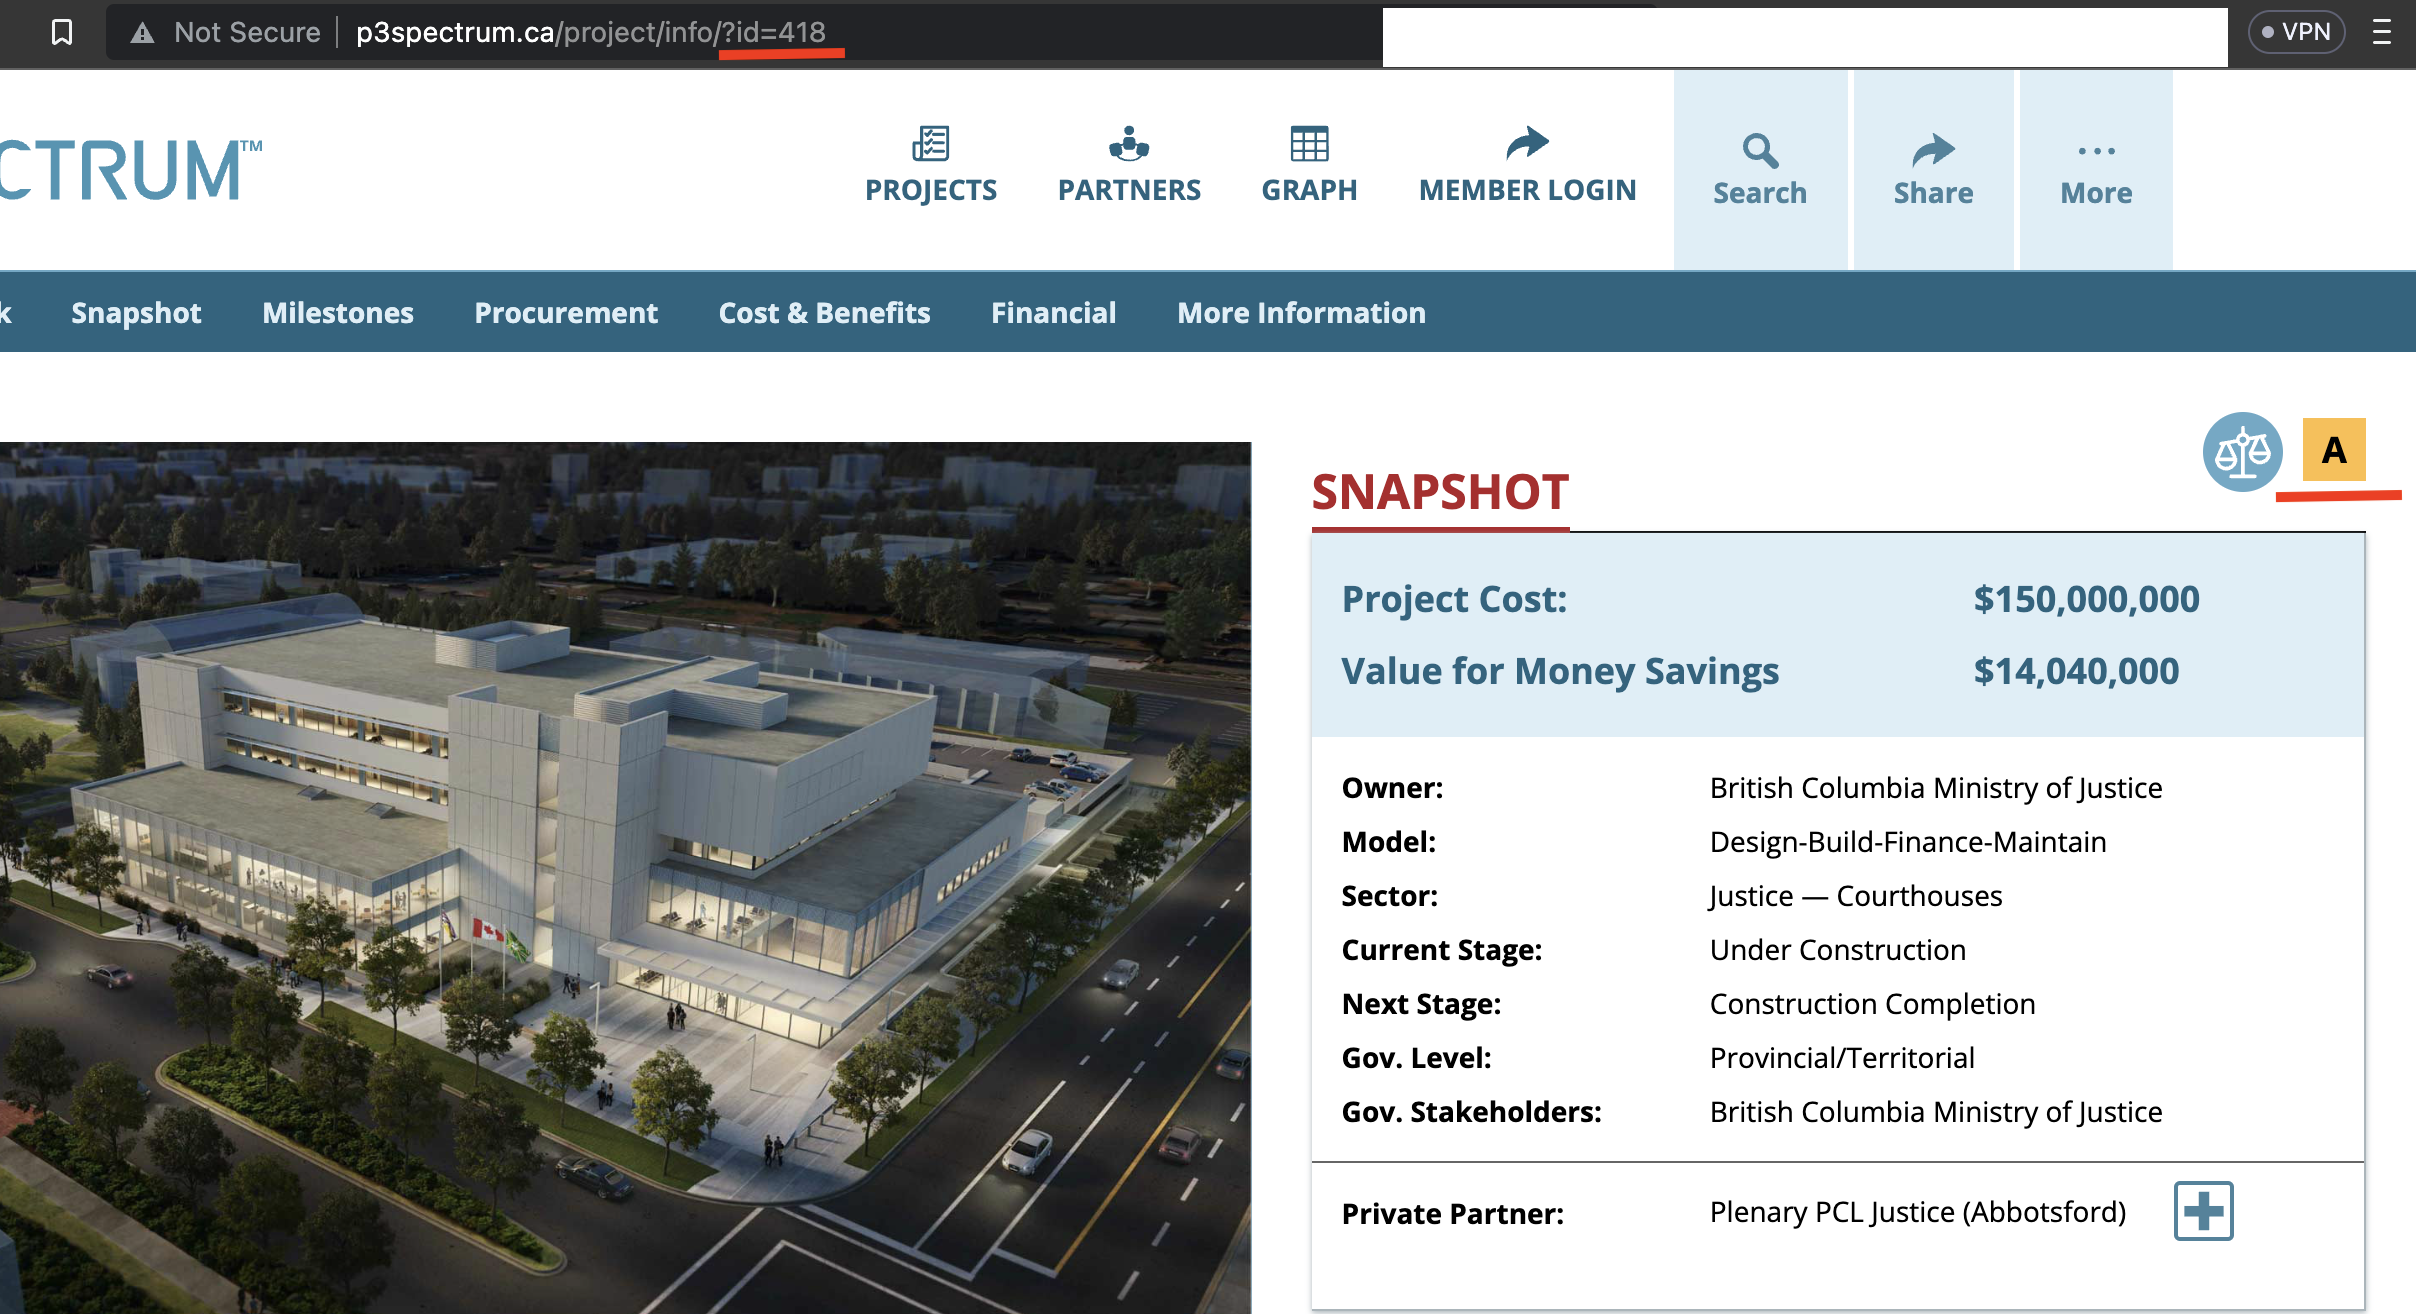 Not Secure p3spectrum.ca/project/info/?id=418
VPN
CTRUM™
PROJECTS PARTNERS GRAPH MEMBER LOGIN Search Share More
k Snapshot Milestones Procurement Cost & Benefits Financial More Information
A
SNAPSHOT
Project Cost: $150,000,000
Value for Money Savings $14,040,000
Owner: British Columbia Ministry of Justice
Model: Design-Build-Finance-Maintain
Sector: Justice — Courthouses
Current Stage: Under Construction
Next Stage: Construction Completion
Gov. Level: Provincial/Territorial
Gov. Stakeholders: British Columbia Ministry of Justice
Private Partner: Plenary PCL Justice (Abbotsford)